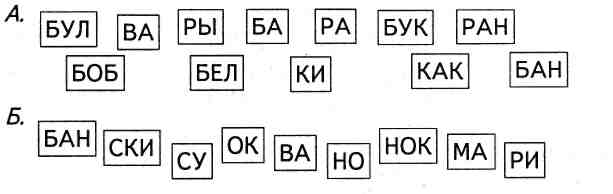 А. БУЛ ВА РЫ БА РА БУК РАН
БОБ БЕЛ КИ КАК БАН
Б. БАН СКИ СУ ОК ВА НО НОК МА РИ